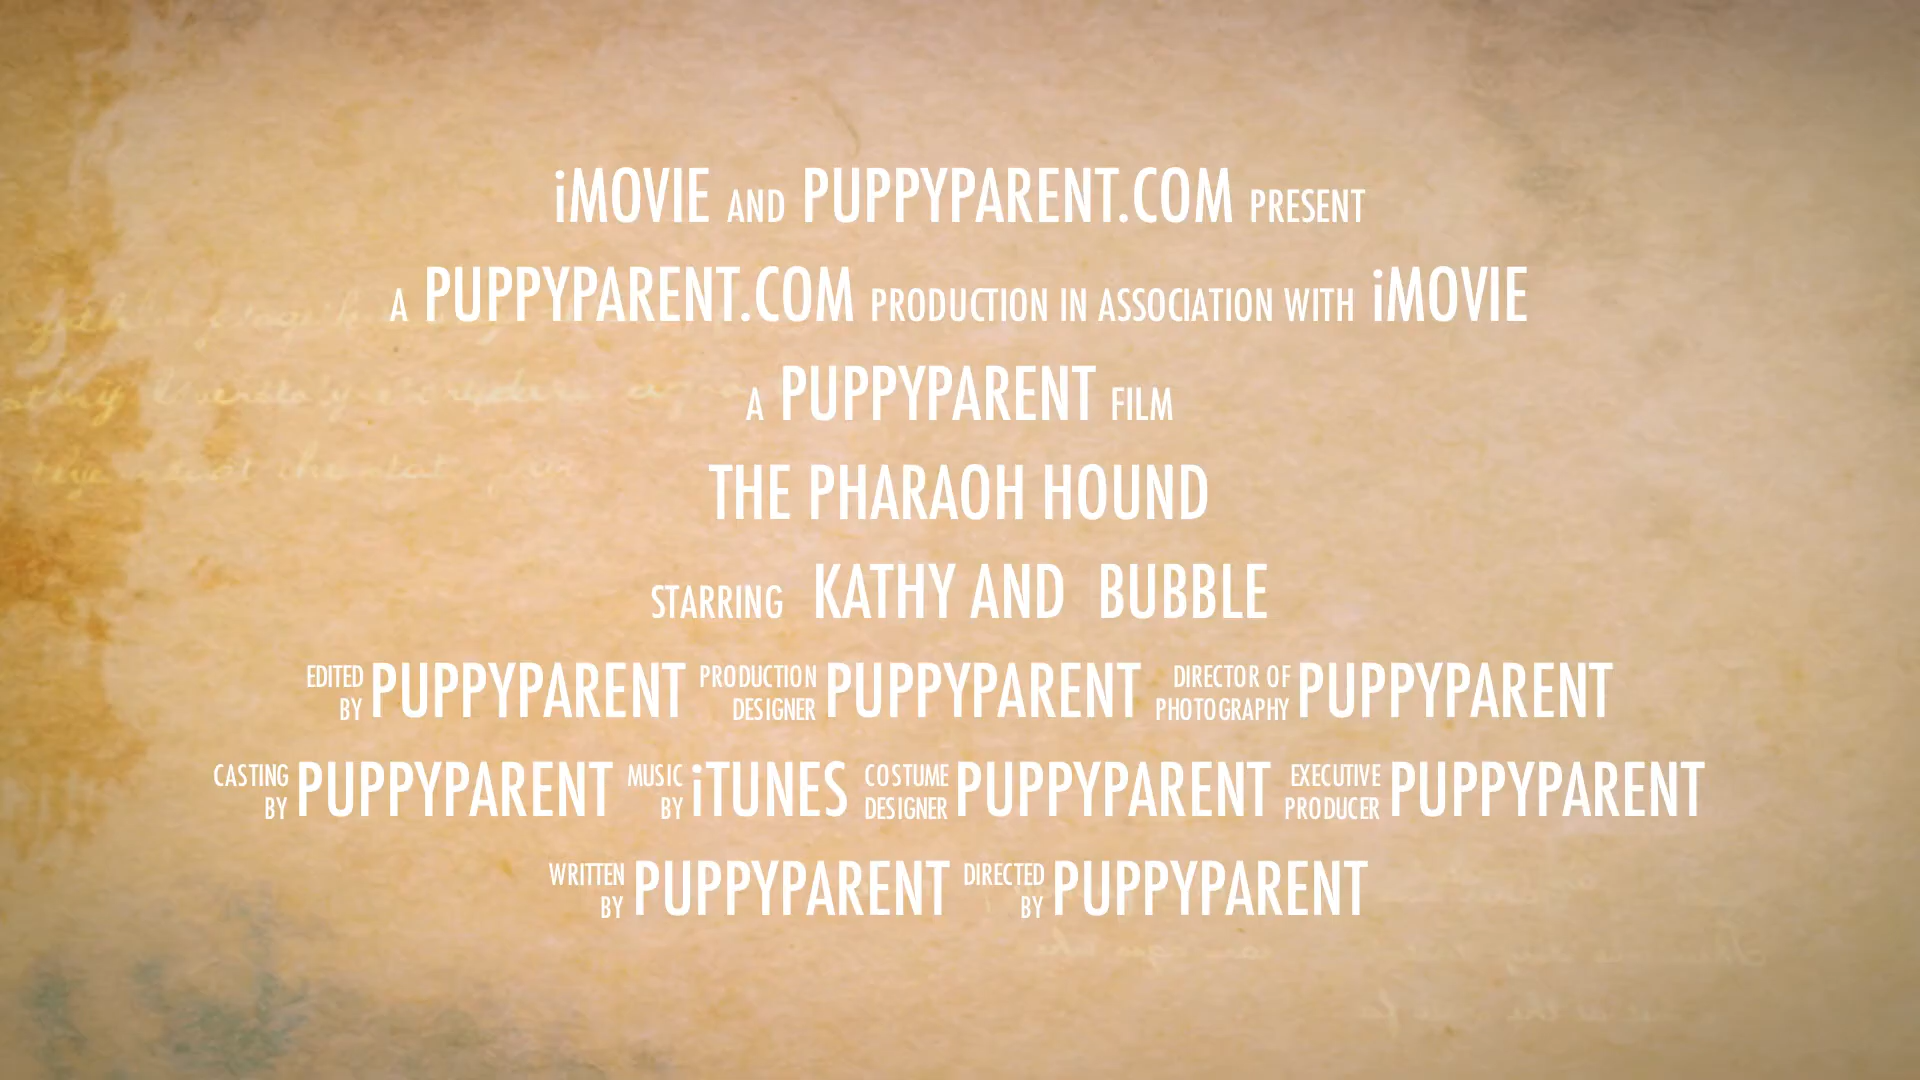 iMOVIE AND PUPPYPARENT.COM PRESENT
A PUPPYPARENT.COM PRODUCTION IN ASSOCIATION WITH iMOVIE
A PUPPYPARENT FILM
THE PHARAOH HOUND
STARRING KATHY AND BUBBLE
EDITED BY PUPPYPARENT PRODUCTION DESIGNER PUPPYPARENT DIRECTOR OF PHOTOGRAPHY PUPPYPARENT
CASTING BY PUPPYPARENT MUSIC BY iTUNES COSTUME DESIGNER PUPPYPARENT EXECUTIVE PRODUCER PUPPYPARENT
WRITTEN BY PUPPYPARENT DIRECTED BY PUPPYPARENT